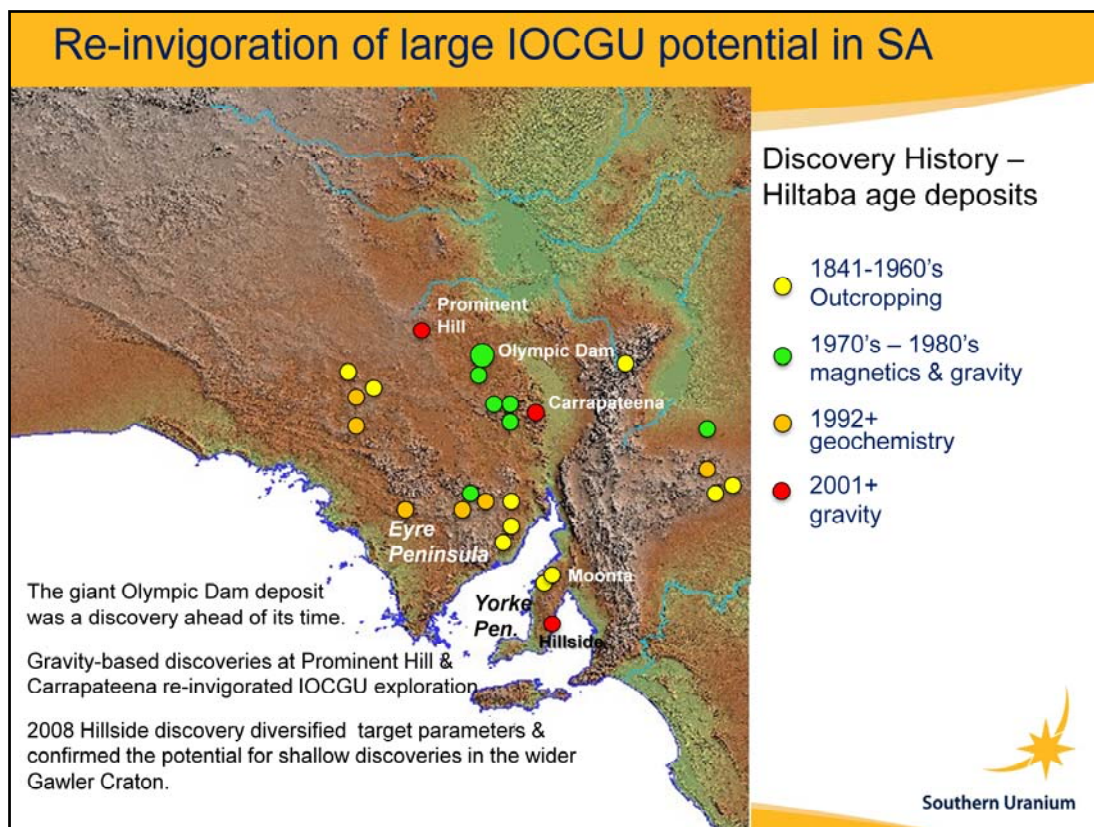 Re-invigoration of large IOCGU potential in SA
Discovery History –
Hiltaba age deposits
1841-1960's
Outcropping
1970's – 1980's
magnetics & gravity
1992+
geochemistry
2001+
gravity
Prominent
Hill
Olympic Dam
Carrapateena
Eyre
Peninsula
Moonta
Yorke
Pen.
Hillside
The giant Olympic Dam deposit
was a discovery ahead of its time.
Gravity-based discoveries at Prominent Hill &
Carrapateena re-invigorated IOCGU exploration
2008 Hillside discovery diversified target parameters &
confirmed the potential for shallow discoveries in the wider
Gawler Craton.
Southern Uranium